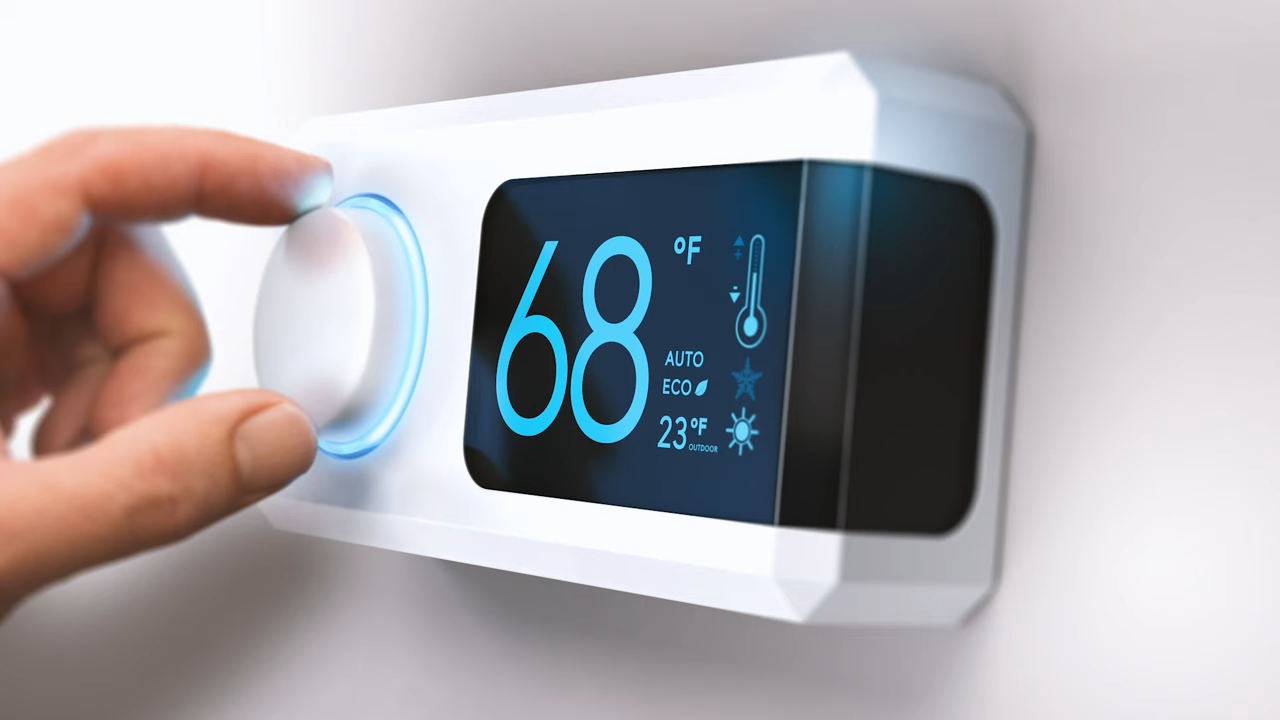 68 °F
AUTO
ECO
23 °F
OUTDOOR